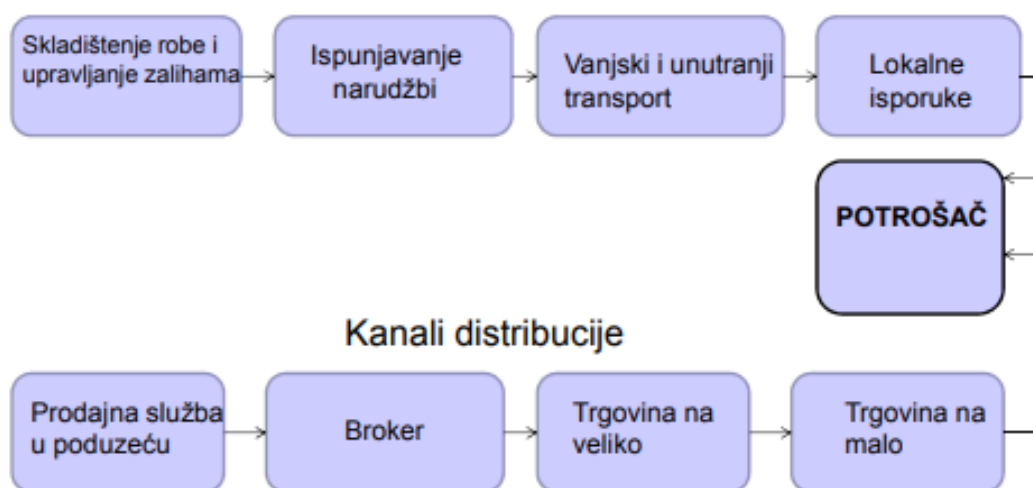 Skladištenje robe i
upravljanje zalihama
Ispunjavanje
narudžbi
Vanjski i unutranji
transport
Lokalne
isporuke
POTROŠAČ
Kanali distribucije
Prodajna služba
u poduzeću
Broker
Trgovina na
veliko
Trgovina na
malo